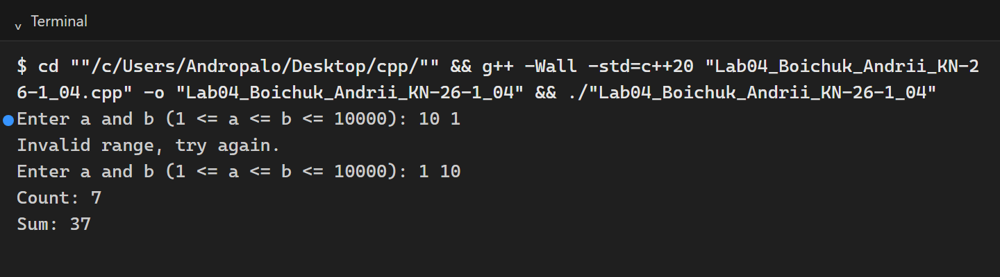 Terminal
$ cd ""/c/Users/Andropalo/Desktop/cpp/"" && g++ -Wall -std=c++20 "Lab04_Boichuk_Andrii_KN-2
6-1_04.cpp" -o "Lab04_Boichuk_Andrii_KN-26-1_04" && ./"Lab04_Boichuk_Andrii_KN-26-1_04"
Enter a and b (1 <= a <= b <= 10000): 10 1
Invalid range, try again.
Enter a and b (1 <= a <= b <= 10000): 1 10
Count: 7
Sum: 37